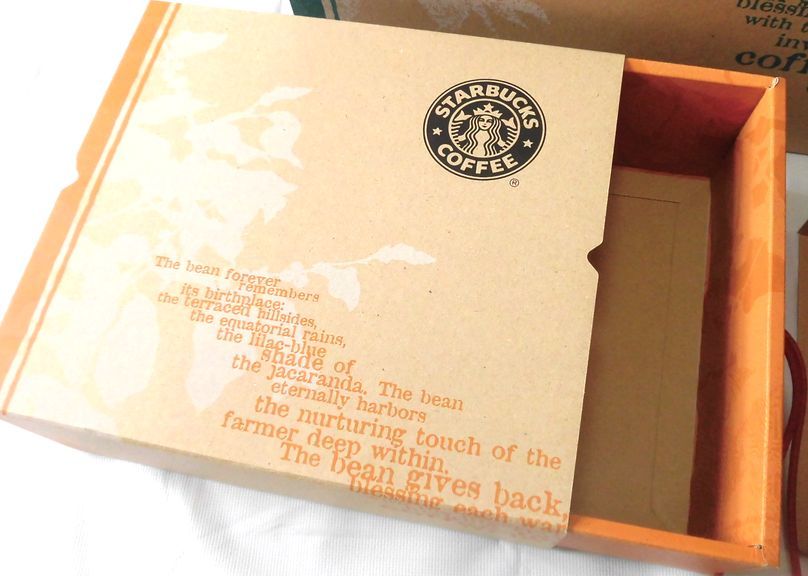 STARBUCKS
COFFEE
®
The bean forever
remembers
its birthplace:
the terraced hillsides,
the equatorial rains,
the lilac-blue
shade of
the jacaranda. The bean
eternally harbors
the nurturing touch of the
farmer deep within.
The bean gives back,
blessing each
with